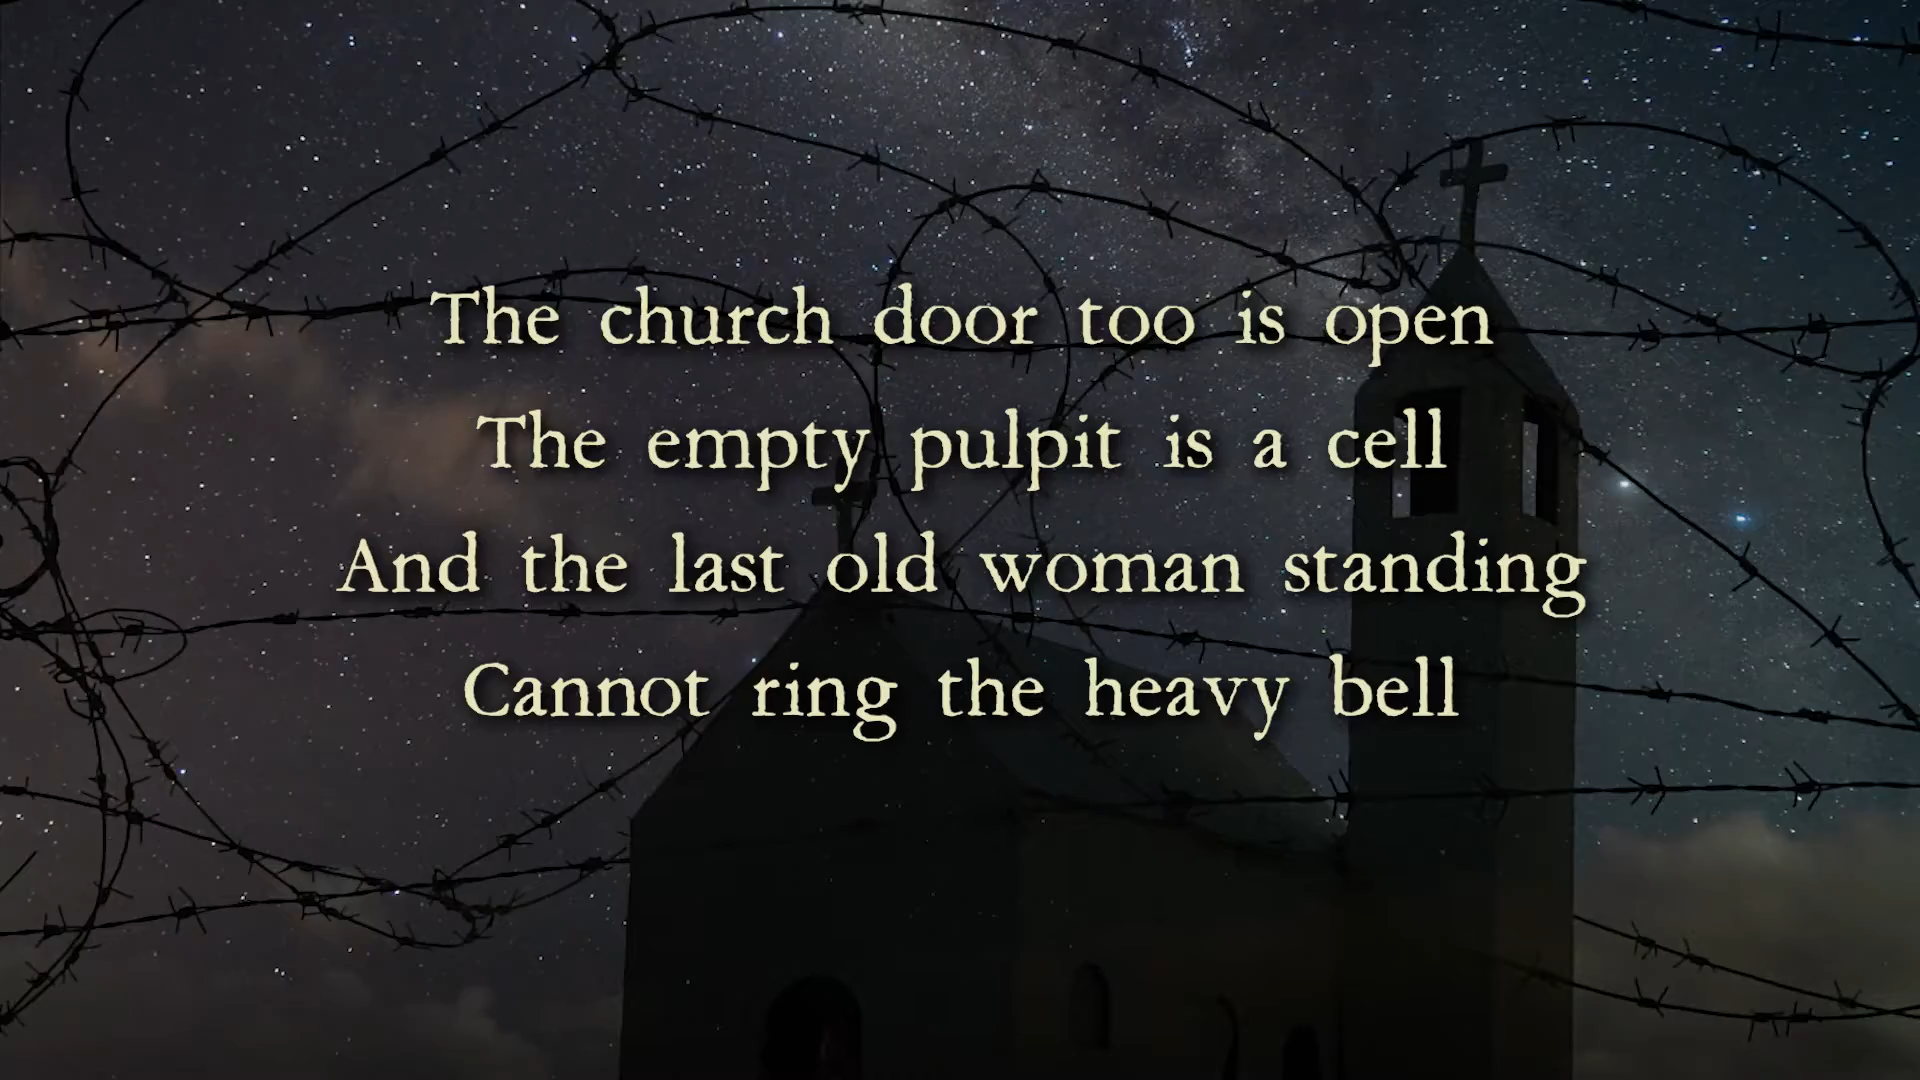 The church door too is open
The empty pulpit is a cell
And the last old woman standing
Cannot ring the heavy bell